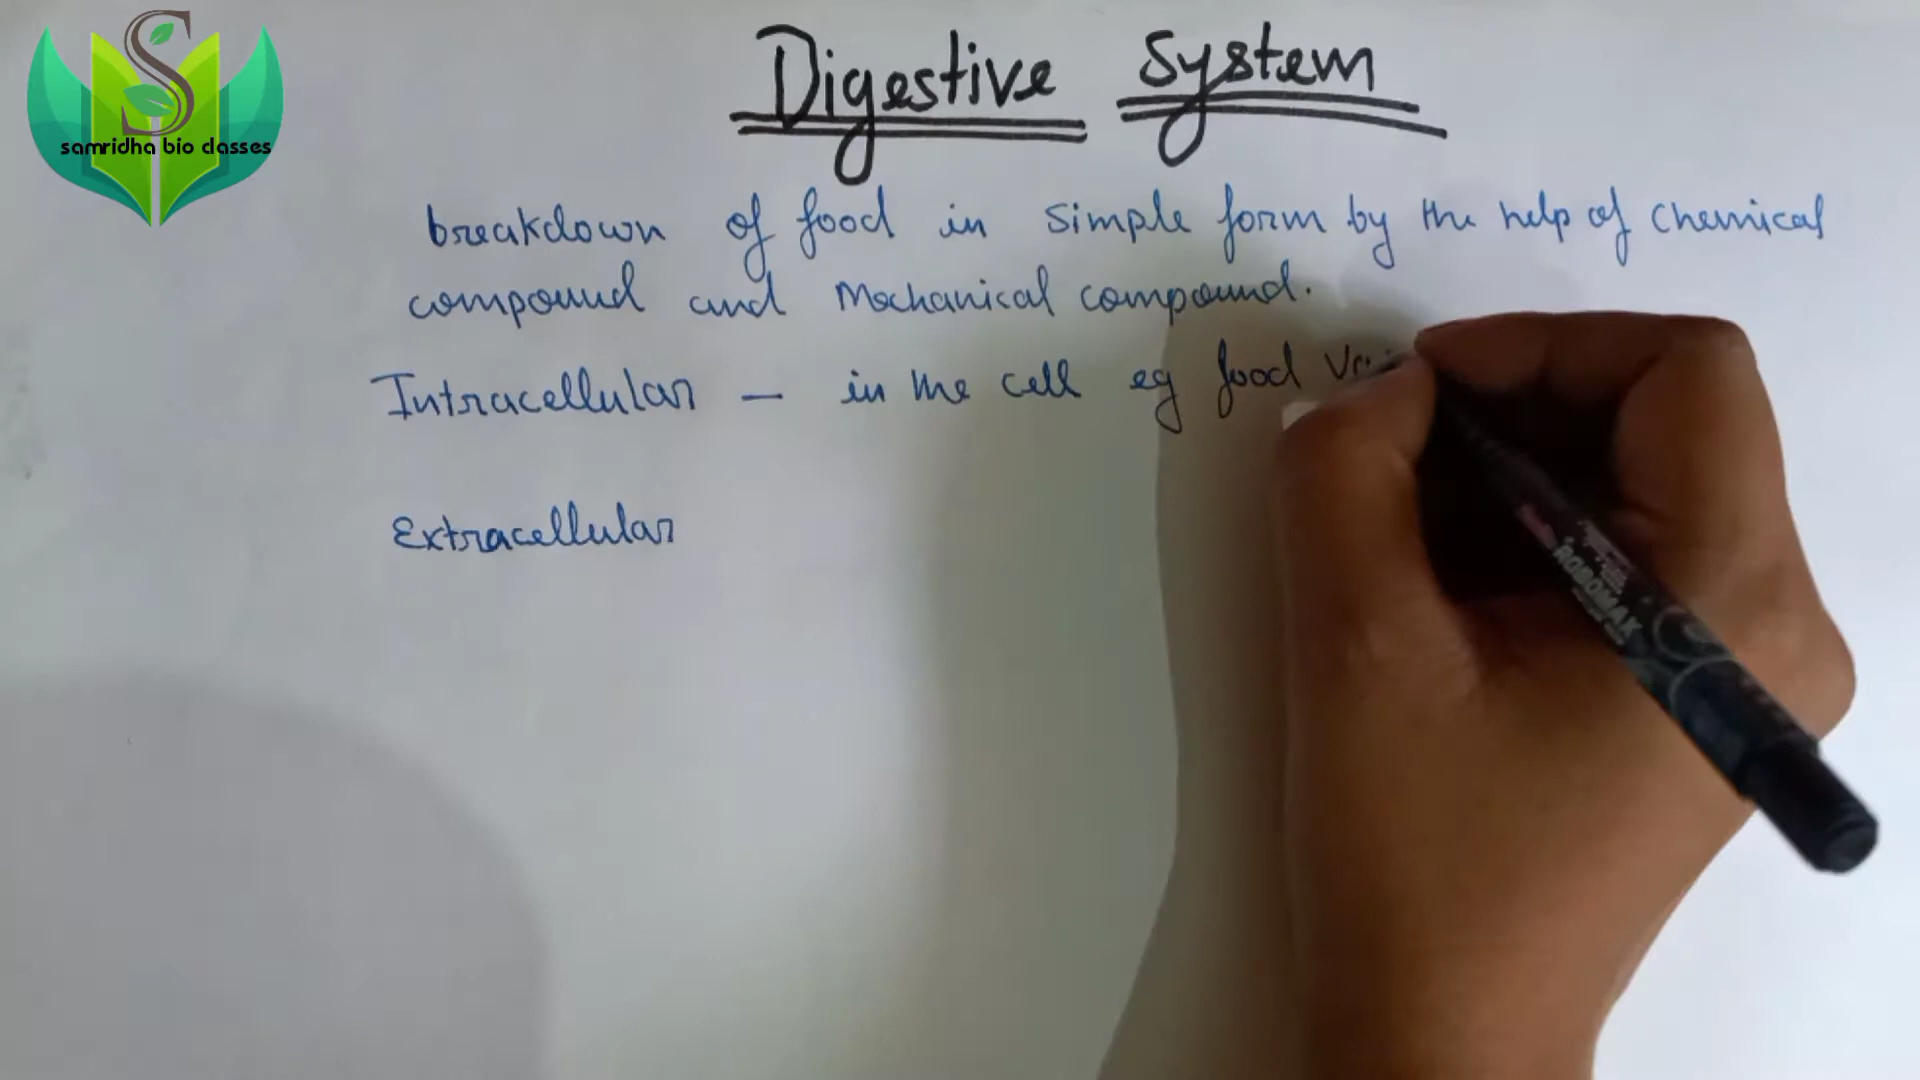 S
samridha bio classes
Digestive System
breakdown of food in simple form by the help of chemical
compound and Mechanical compound.
Intracellular — in the cell eg food
Extracellular
ROBOMAX